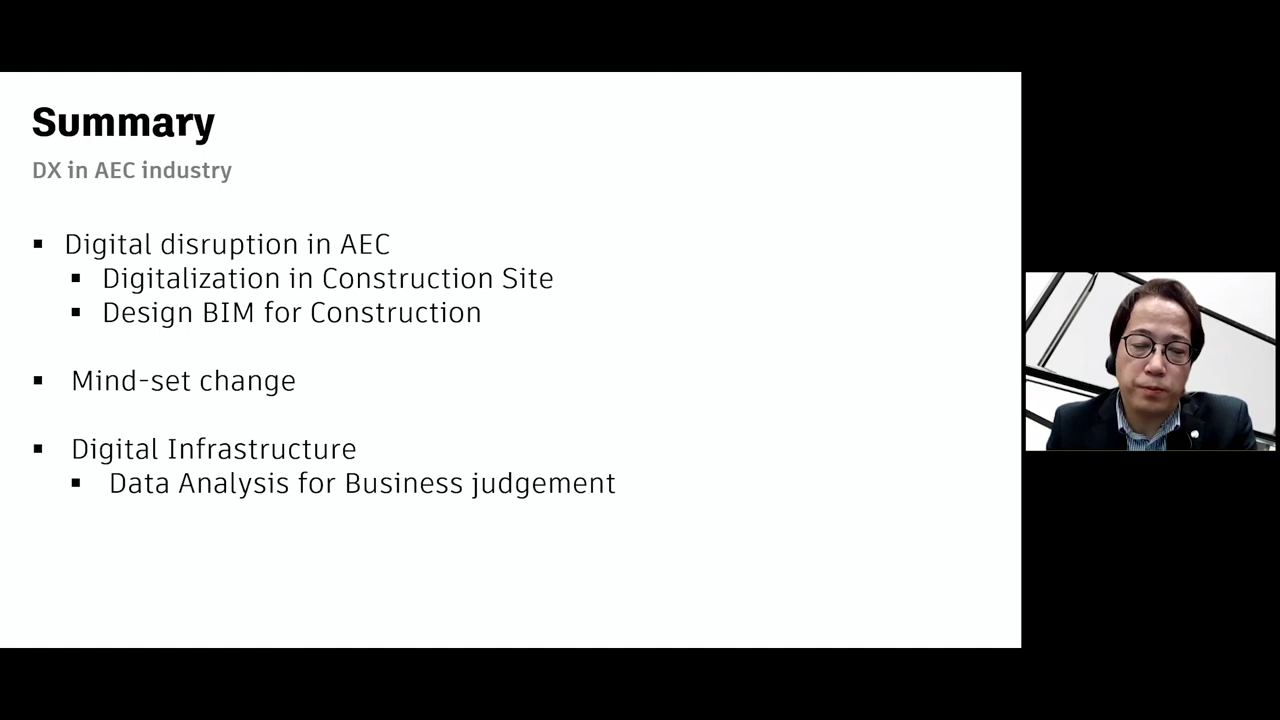 Summary
DX in AEC industry
▪ Digital disruption in AEC
▪ Digitalization in Construction Site
▪ Design BIM for Construction
▪ Mind-set change
▪ Digital Infrastructure
▪ Data Analysis for Business judgement